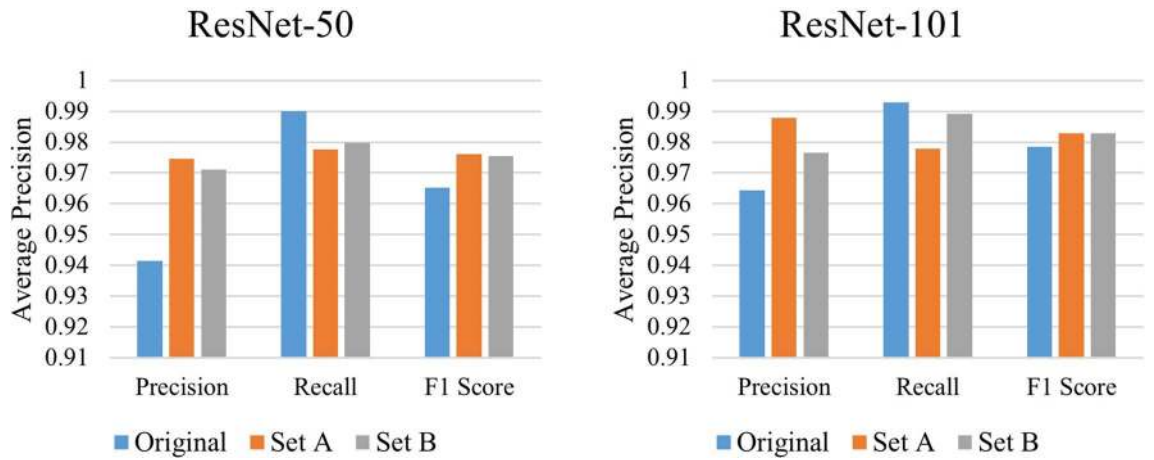 ResNet-50
Average Precision
1
0.99
0.98
0.97
0.96
0.95
0.94
0.93
0.92
0.91
Precision Recall F1 Score
Original Set A Set B
ResNet-101
Average Precision
1
0.99
0.98
0.97
0.96
0.95
0.94
0.93
0.92
0.91
Precision Recall F1 Score
Original Set A Set B